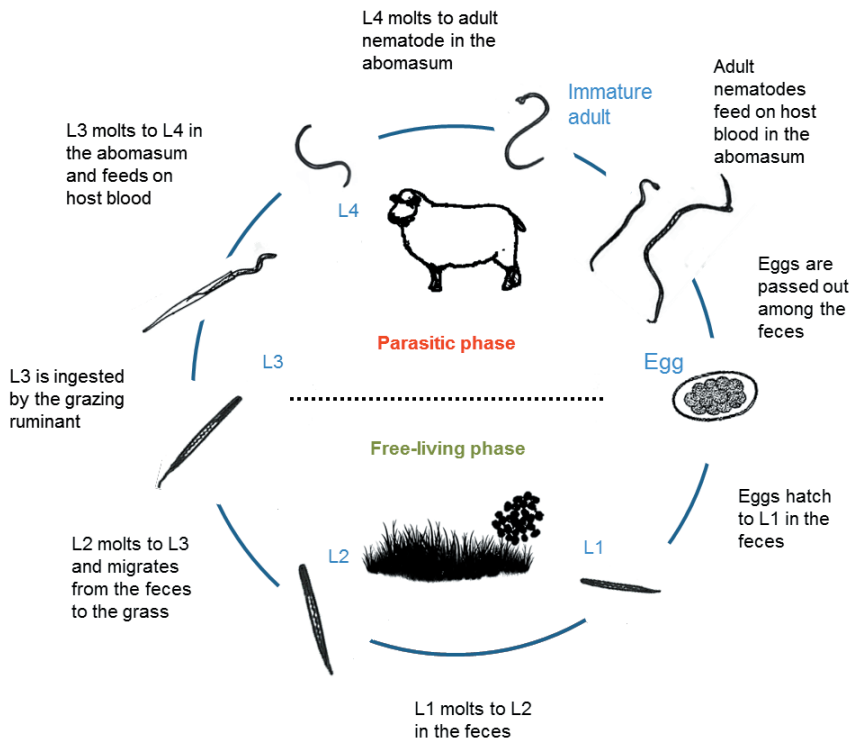 L4 molts to adult
nematode in the
abomasum
Immature
adult
Adult
nematodes
feed on host
blood in the
abomasum
L3 molts to L4 in
the abomasum
and feeds on
host blood
L4
Eggs are
passed out
among the
feces
Parasitic phase
L3
Egg
L3 is ingested
by the grazing
ruminant
Free-living phase
Eggs hatch
to L1 in the
feces
L2 molts to L3
and migrates
from the feces
to the grass
L2
L1
L1 molts to L2
in the feces